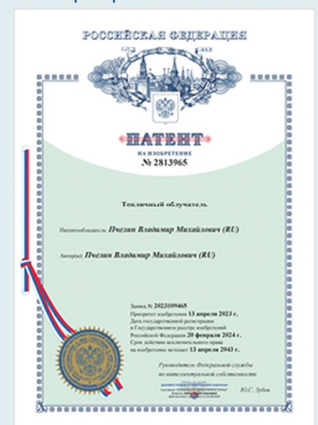 РОССИЙСКАЯ ФЕДЕРАЦИЯ
ПАТЕНТ
НА ИЗОБРЕТЕНИЕ
№ 2813965
Тепличный облучатель
Патентообладатель: Пчелин Владимир Михайлович (RU)
Автор(ы): Пчелин Владимир Михайлович (RU)
Заявка № 2023109465
Приоритет изобретения 13 апреля 2023 г.
Дата государственной регистрации
в Государственном реестре изобретений
Российской Федерации 20 февраля 2024 г.
Срок действия исключительного права
на изобретение истекает 13 апреля 2043 г.
Руководитель Федеральной службы
по интеллектуальной собственности
Ю.С. Зубов